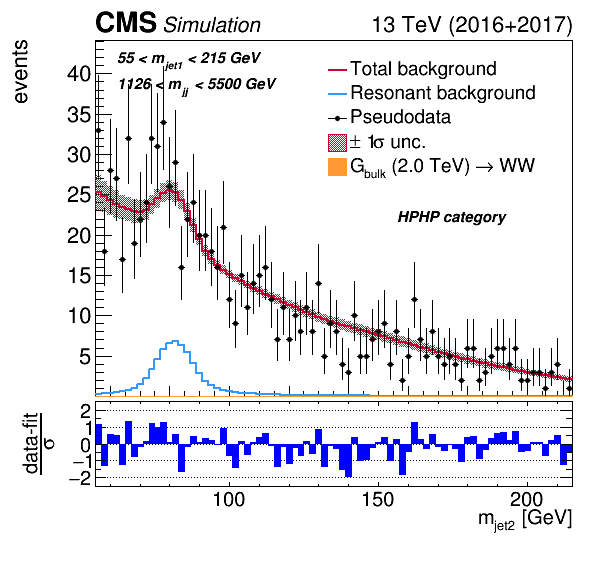 CMS Simulation 13 TeV (2016+2017)
events
55 < m_jet1 < 215 GeV
1126 < m_jj < 5500 GeV
Total background
Resonant background
Pseudodata
± 1σ unc.
G_bulk (2.0 TeV) → WW
HPHP category
40
35
30
25
20
15
10
5
data-fit
σ
2
1
0
−1
−2
100 150 200
m_jet2 [GeV]